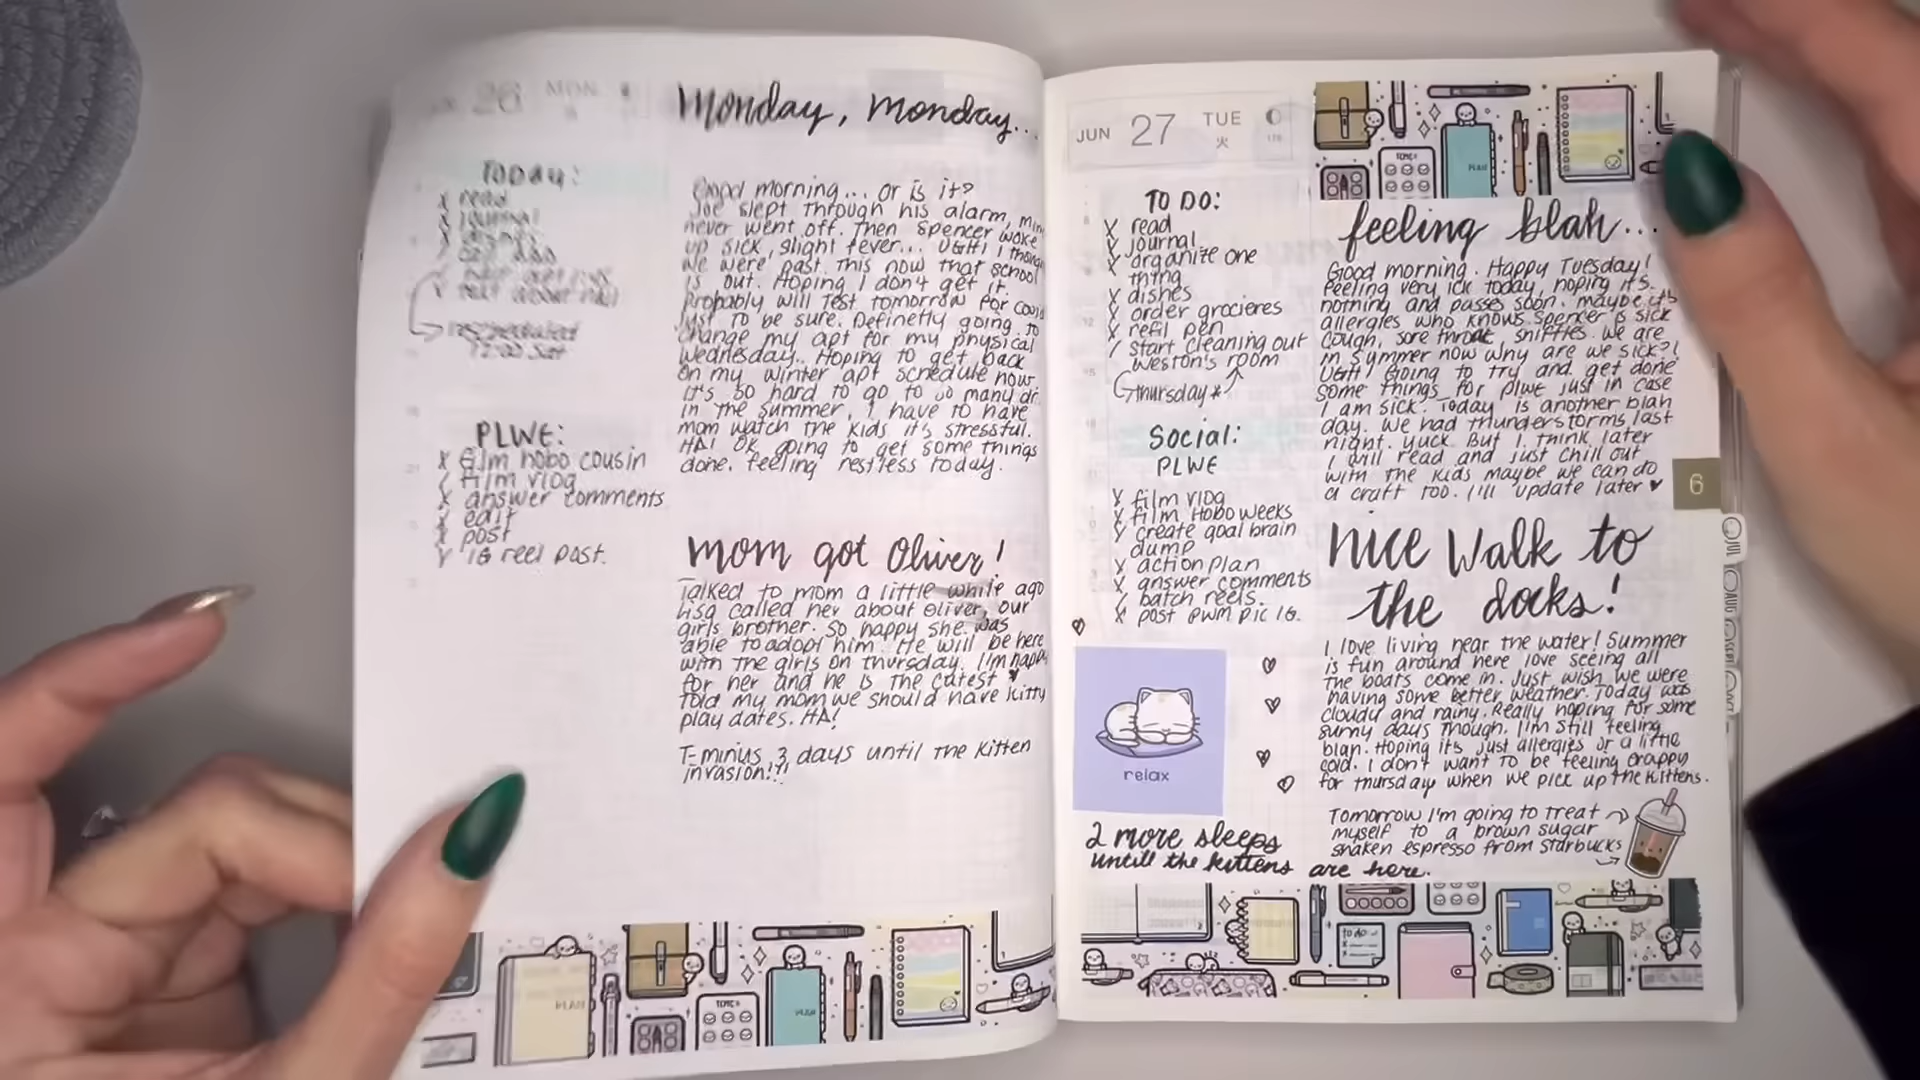 26 MON
Monday, Monday...
Today:
X read
X journal
rescheduled
12:00 Sat
PLWE:
X film hobo cousin
/ film vlog
X answer comments
X edit
X post
X IG reel post.
Good morning... or is it?
Joe slept through his alarm,
never went off. Then Spencer woke
up sick, slight fever... UGH! I
we were past this now that school
is out. Hoping I don't get it.
Probably will test tomorrow for covid
just to be sure. Definetly going to
change my apt for my physical
Wednesday. Hoping to get back
on my winter apt schedule now
it's so hard to go to so many dr.
in the summer, I have to have
mom watch the kids it's stressful.
HA! OK going to get some things
done. feeling restless today.
mom got Oliver!
Talked to mom a little while ago
Lisa called her about Oliver, our
girls brother. So happy she was
able to adopt him. He will be here
with the girls on Thursday. I'm happy
for her and he is the cutest ♥
Told my mom we should have kitty
play dates. HA!
T-minus 3 days until the kitten
invasion!!!
JUN 27 TUE
火
TO DO:
X read
X journal
X organize one
thing
X dishes
X order grocieres
X refil pen
/ start cleaning out
Weston's room
Thursday*
Social:
PLWE
X film vlog
X film Hobo weeks
X create goal brain
dump
X action plan
X answer comments
/ batch reels.
X post PWM pic IG.
relax
2 more sleeps
untill the kittens are here.
feeling blah...
Good morning. Happy Tuesday!
Feeling very ick today, hoping it's
nothing and passes soon. maybe it's
allergies who knows. Spencer is sick
cough, sore throat sniffles. We are
in summer now why are we sick?!
UGH! Going to try and get done
some things for plwe just in case
I am sick. Today is another blah
day. We had thunderstorms last
night. yuck. But I think later
I will read and just chill out
with the kids maybe we can do
a craft too. I'll update later ♥
6
nice walk to
the docks!
I love living near the water! Summer
is fun around here love seeing all
the boats come in. Just wish we were
having some better weather. Today was
cloudy and rainy. Really hoping for some
sunny days though. I'm still feeling
blah. Hoping its just allergies or a little
cold. I don't want to be feeling crappy
for thursday when we pick up the kittens.
Tomorrow I'm going to treat
myself to a brown sugar
shaken espresso from Starbucks
PLAN
PLAN
PLAN
TO DO
JUL
AUG